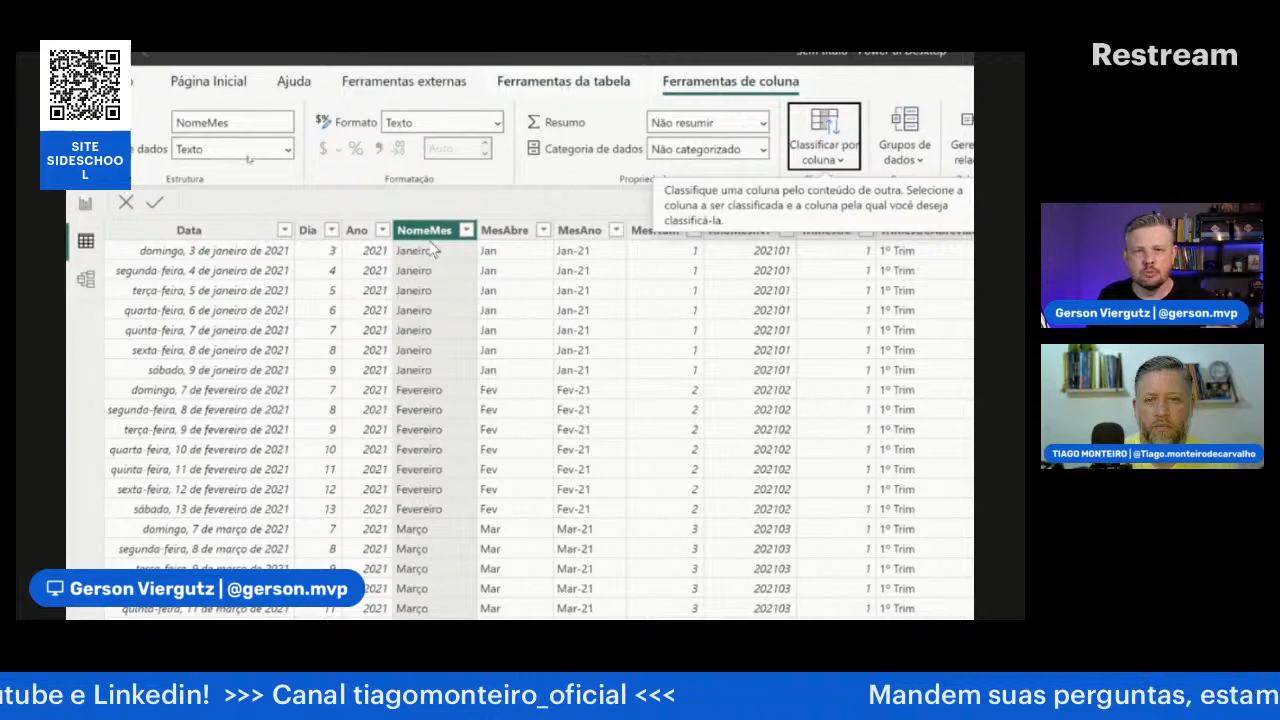 Restream
SITE
SIDESCHOO
L
Página Inicial
Ajuda
Ferramentas externas
Ferramentas da tabela
Ferramentas de coluna
NomeMes
Formato
Texto
Resumo
Não resumir
dados
Texto
$ % 9
Auto
Categoria de dados
Não categorizado
Classificar por
coluna
Grupos de
dados
Gere
rela
Estrutura
Formatação
Propried
Classifique uma coluna pelo conteúdo de outra. Selecione a
coluna a ser classificada e a coluna pela qual você deseja
classificá-la.
Data Dia Ano NomeMes MesAbre MesAno
domingo, 3 de janeiro de 2021 3 2021 Janeiro Jan Jan-21 1 202101 1 1º Trim
segunda-feira, 4 de janeiro de 2021 4 2021 Janeiro Jan Jan-21 1 202101 1 1º Trim
terça-feira, 5 de janeiro de 2021 5 2021 Janeiro Jan Jan-21 1 202101 1 1º Trim
quarta-feira, 6 de janeiro de 2021 6 2021 Janeiro Jan Jan-21 1 202101 1 1º Trim
quinta-feira, 7 de janeiro de 2021 7 2021 Janeiro Jan Jan-21 1 202101 1 1º Trim
sexta-feira, 8 de janeiro de 2021 8 2021 Janeiro Jan Jan-21 1 202101 1 1º Trim
sábado, 9 de janeiro de 2021 9 2021 Janeiro Jan Jan-21 1 202101 1 1º Trim
domingo, 7 de fevereiro de 2021 7 2021 Fevereiro Fev Fev-21 2 202102 1 1º Trim
segunda-feira, 8 de fevereiro de 2021 8 2021 Fevereiro Fev Fev-21 2 202102 1 1º Trim
terça-feira, 9 de fevereiro de 2021 9 2021 Fevereiro Fev Fev-21 2 202102 1 1º Trim
quarta-feira, 10 de fevereiro de 2021 10 2021 Fevereiro Fev Fev-21 2 202102 1 1º Trim
quinta-feira, 11 de fevereiro de 2021 11 2021 Fevereiro Fev Fev-21 2 202102 1 1º Trim
sexta-feira, 12 de fevereiro de 2021 12 2021 Fevereiro Fev Fev-21 2 202102 1 1º Trim
sábado, 13 de fevereiro de 2021 13 2021 Fevereiro Fev Fev-21 2 202102 1 1º Trim
domingo, 7 de março de 2021 7 2021 Março Mar Mar-21 3 202103 1 1º Trim
segunda-feira, 8 de março de 2021 8 2021 Março Mar Mar-21 3 202103 1 1º Trim
2021 Março Mar Mar-21 3 202103 1 1º Trim
2021 Março Mar Mar-21 3 202103 1 1º Trim
quinta-feira, 11 de março de 2021 11 2021 Março Mar Mar-21 3 202103 1 1º Trim
Gerson Viergutz | @gerson.mvp
Gerson Viergutz | @gerson.mvp
TIAGO MONTEIRO | @Tiago.monteirodecarvalho
utube e Linkedin! >>> Canal tiagomonteiro_oficial <<<
Mandem suas perguntas, estam